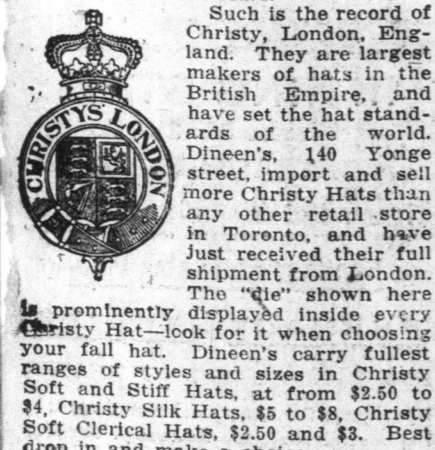 Such is the record of
Christy, London, Eng-
land. They are largest
makers of hats in the
British Empire, and
have set the hat stand-
ards of the world.
Dineen's, 140 Yonge
street, import and sell
more Christy Hats than
any other retail store
in Toronto, and have
just received their full
shipment from London.
The "die" shown here
is prominently displayed inside every
Christy Hat—look for it when choosing
your fall hat. Dineen's carry fullest
ranges of styles and sizes in Christy
Soft and Stiff Hats, at from $2.50 to
$4, Christy Silk Hats, $5 to $8, Christy
Soft Clerical Hats, $2.50 and $3. Best
drop in and make a
CHRISTYS' LONDON